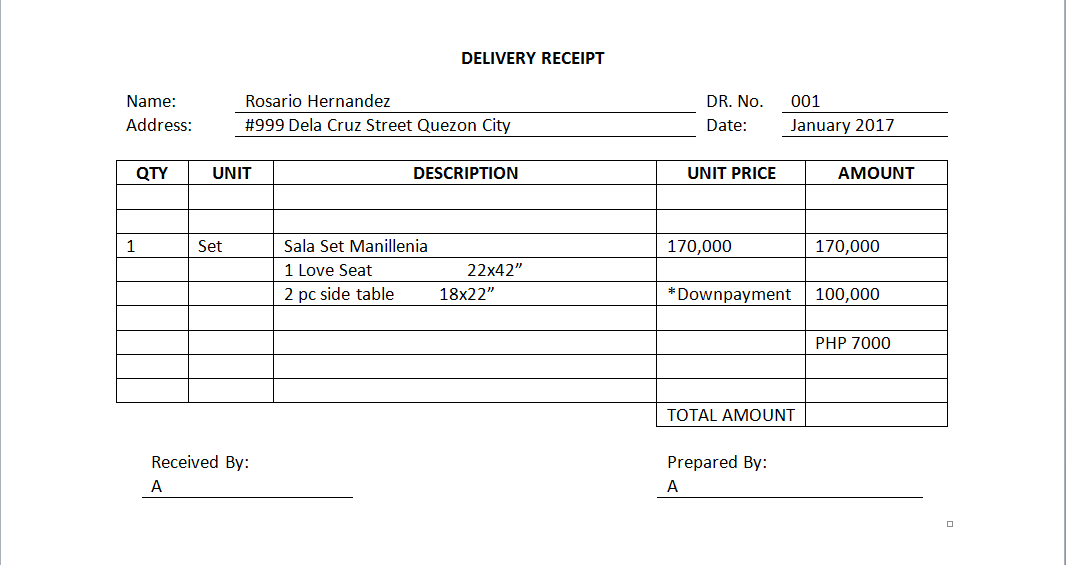 DELIVERY RECEIPT
Name: Rosario Hernandez DR. No. 001
Address: #999 Dela Cruz Street Quezon City Date: January 2017
QTY UNIT DESCRIPTION UNIT PRICE AMOUNT
1 Set Sala Set Manillenia 170,000 170,000
1 Love Seat 22x42”
2 pc side table 18x22” *Downpayment 100,000
PHP 7000
TOTAL AMOUNT
Received By: Prepared By:
A A